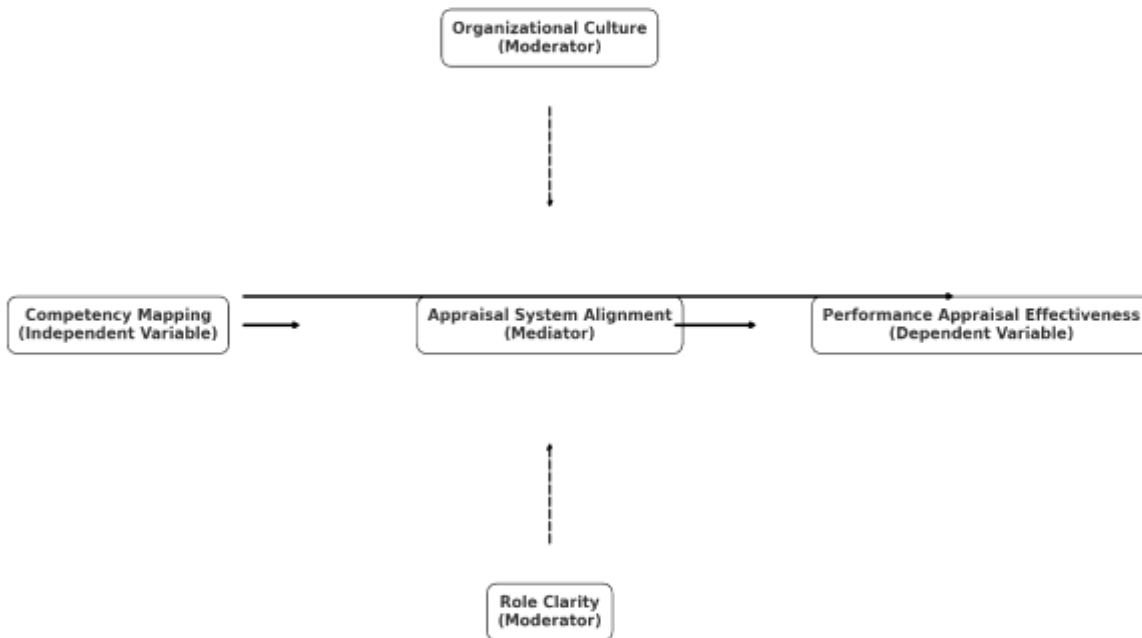 Organizational Culture
(Moderator)
Competency Mapping
(Independent Variable)
Appraisal System Alignment
(Mediator)
Performance Appraisal Effectiveness
(Dependent Variable)
Role Clarity
(Moderator)